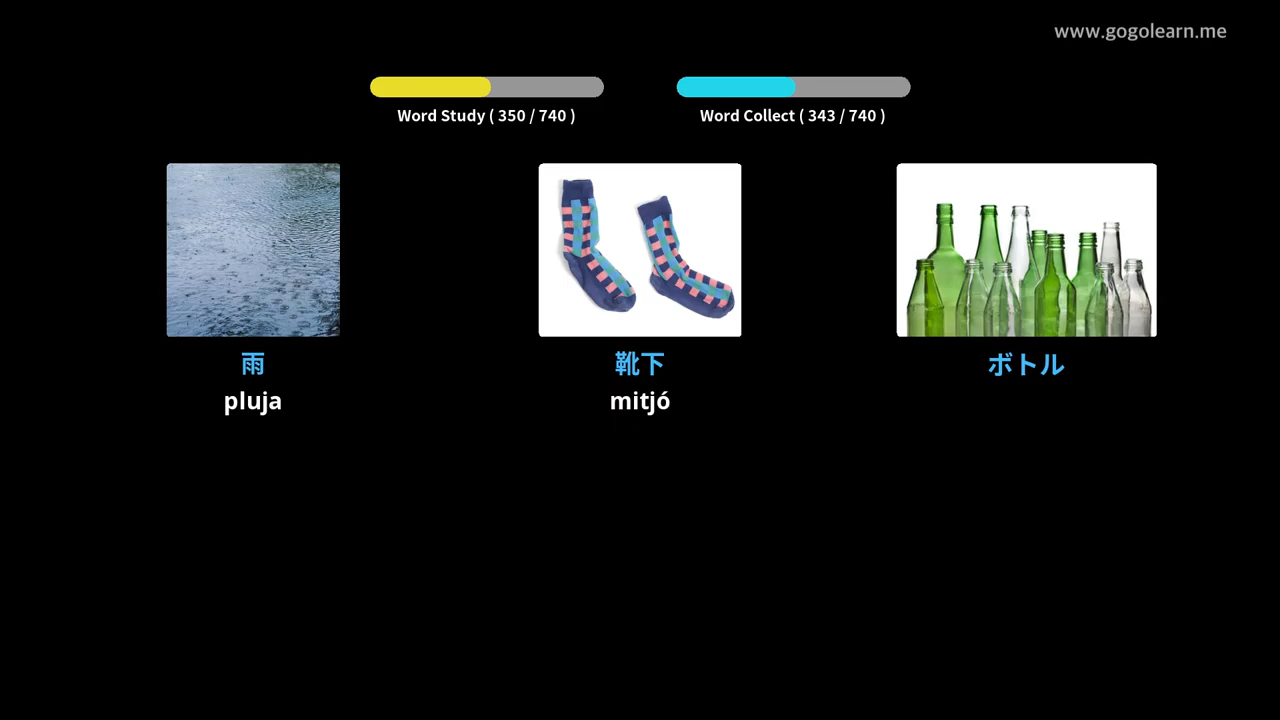 www.gogolearn.me
Word Study ( 350 / 740 )
Word Collect ( 343 / 740 )
雨
pluja
靴下
mitjó
ボトル